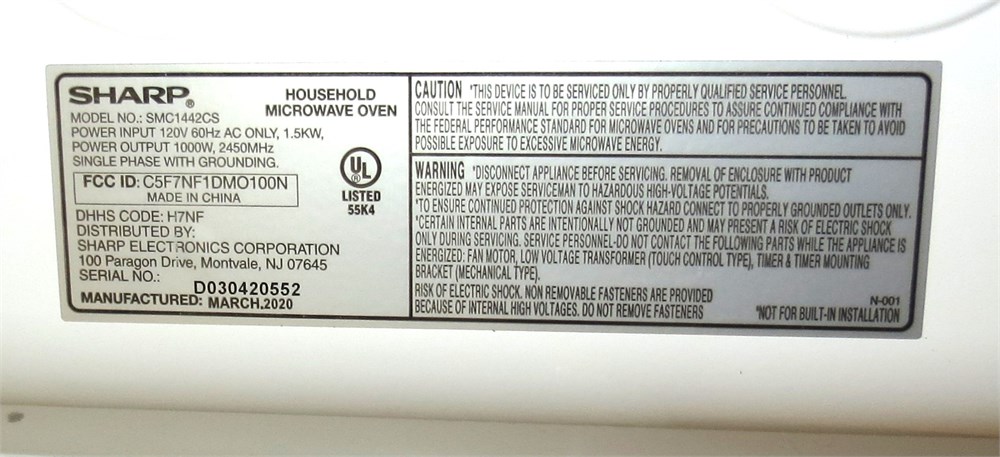 SHARP®
HOUSEHOLD
MICROWAVE OVEN
MODEL NO.: SMC1442CS
POWER INPUT 120V 60Hz AC ONLY, 1.5KW,
POWER OUTPUT 1000W, 2450MHz
SINGLE PHASE WITH GROUNDING.
FCC ID: C5F7NF1DMO100N
MADE IN CHINA
UL
LISTED
55K4
DHHS CODE: H7NF
DISTRIBUTED BY:
SHARP ELECTRONICS CORPORATION
100 Paragon Drive, Montvale, NJ 07645
SERIAL NO.:
D030420552
MANUFACTURED: MARCH.2020
CAUTION "THIS DEVICE IS TO BE SERVICED ONLY BY PROPERLY QUALIFIED SERVICE PERSONNEL.
CONSULT THE SERVICE MANUAL FOR PROPER SERVICE PROCEDURES TO ASSURE CONTINUED COMPLIANCE WITH
THE FEDERAL PERFORMANCE STANDARD FOR MICROWAVE OVENS AND FOR PRECAUTIONS TO BE TAKEN TO AVOID
POSSIBLE EXPOSURE TO EXCESSIVE MICROWAVE ENERGY.
WARNING "DISCONNECT APPLIANCE BEFORE SERVICING. REMOVAL OF ENCLOSURE WITH PRODUCT
ENERGIZED MAY EXPOSE SERVICEMAN TO HAZARDOUS HIGH-VOLTAGE POTENTIALS.
"TO ENSURE CONTINUED PROTECTION AGAINST SHOCK HAZARD CONNECT TO PROPERLY GROUNDED OUTLETS ONLY.
"CERTAIN INTERNAL PARTS ARE INTENTIONALLY NOT GROUNDED AND MAY PRESENT A RISK OF ELECTRIC SHOCK
ONLY DURING SERVICING. SERVICE PERSONNEL-DO NOT CONTACT THE FOLLOWING PARTS WHILE THE APPLIANCE IS
ENERGIZED: FAN MOTOR, LOW VOLTAGE TRANSFORMER (TOUCH CONTROL TYPE), TIMER & TIMER MOUNTING
BRACKET (MECHANICAL TYPE).
RISK OF ELECTRIC SHOCK. NON REMOVABLE FASTENERS ARE PROVIDED
BECAUSE OF INTERNAL HIGH VOLTAGES. DO NOT REMOVE FASTENERS
N-001
"NOT FOR BUILT-IN INSTALLATION